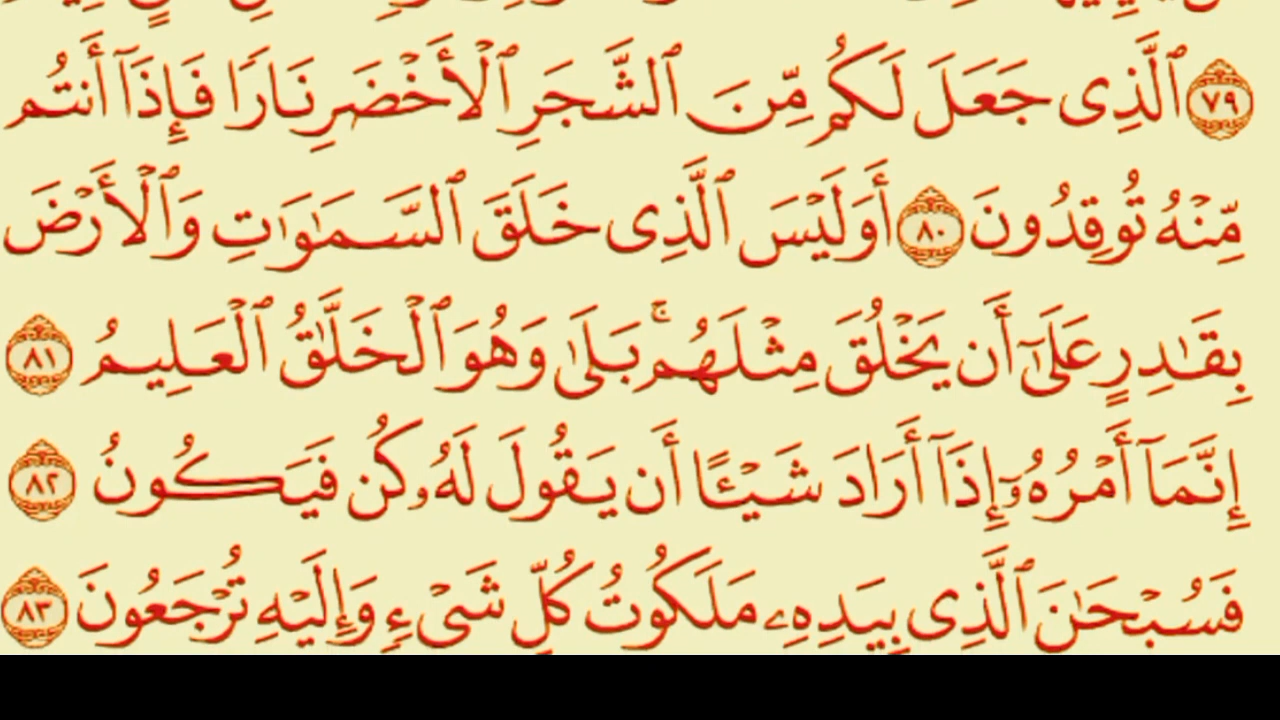 ٧٩ ٱلَّذِى جَعَلَ لَكُم مِّنَ ٱلشَّجَرِ ٱلْأَخْضَرِ نَارًا فَإِذَآ أَنتُم
مِّنْهُ تُوقِدُونَ ٨٠ أَوَلَيْسَ ٱلَّذِى خَلَقَ ٱلسَّمَٰوَٰتِ وَٱلْأَرْضَ
بِقَٰدِرٍ عَلَىٰٓ أَن يَخْلُقَ مِثْلَهُم ۚ بَلَىٰ وَهُوَ ٱلْخَلَّٰقُ ٱلْعَلِيمُ ٨١
إِنَّمَآ أَمْرُهُۥٓ إِذَآ أَرَادَ شَيْـًٔا أَن يَقُولَ لَهُۥ كُن فَيَكُونُ ٨٢
فَسُبْحَٰنَ ٱلَّذِى بِيَدِهِۦ مَلَكُوتُ كُلِّ شَىْءٍ وَإِلَيْهِ تُرْجَعُونَ ٨٣